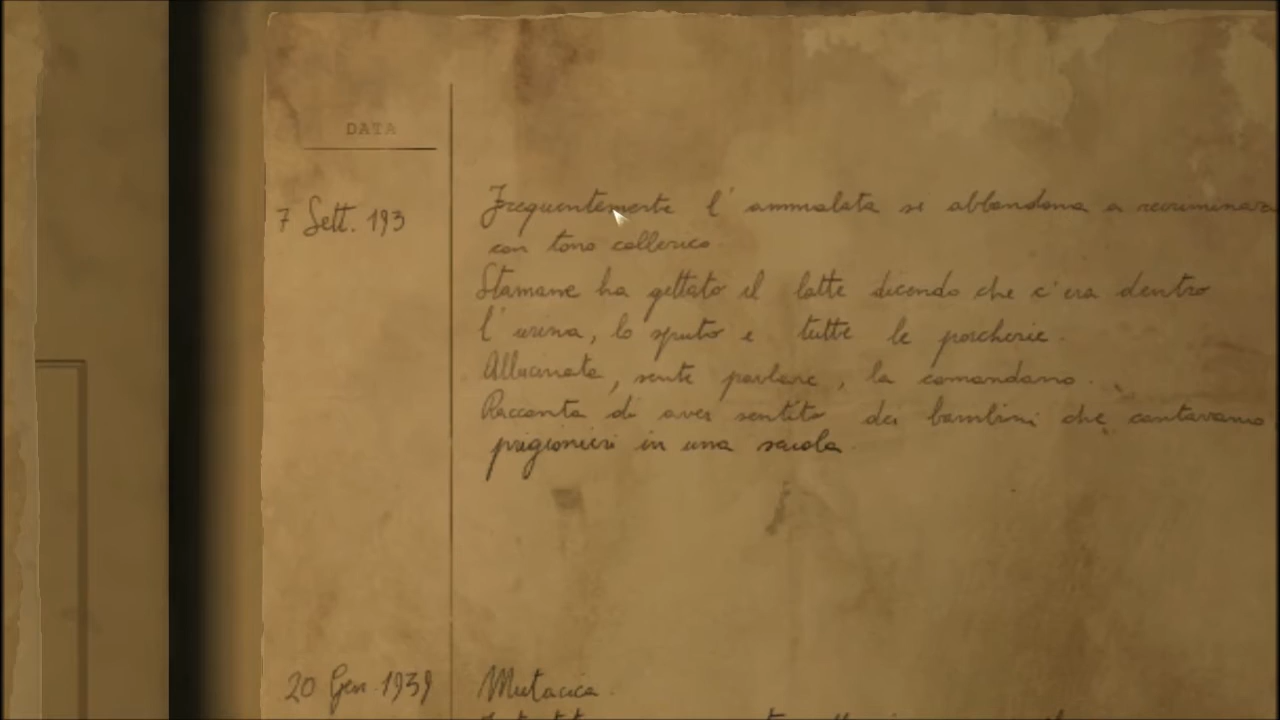 DATA
7 Sett. 193
Frequentemente l'ammalata si abbandona a recriminare
con tono collerico.
Stamane ha gettato il latte dicendo che c'era dentro
l'urina, lo sputo e tutte le porcherie.
Allucinata, sente parlare, la comandano.
Racconta di aver sentito dei bambini che cantavano
prigionieri in una scuola.
20 Gen. 1939
Mutacica.